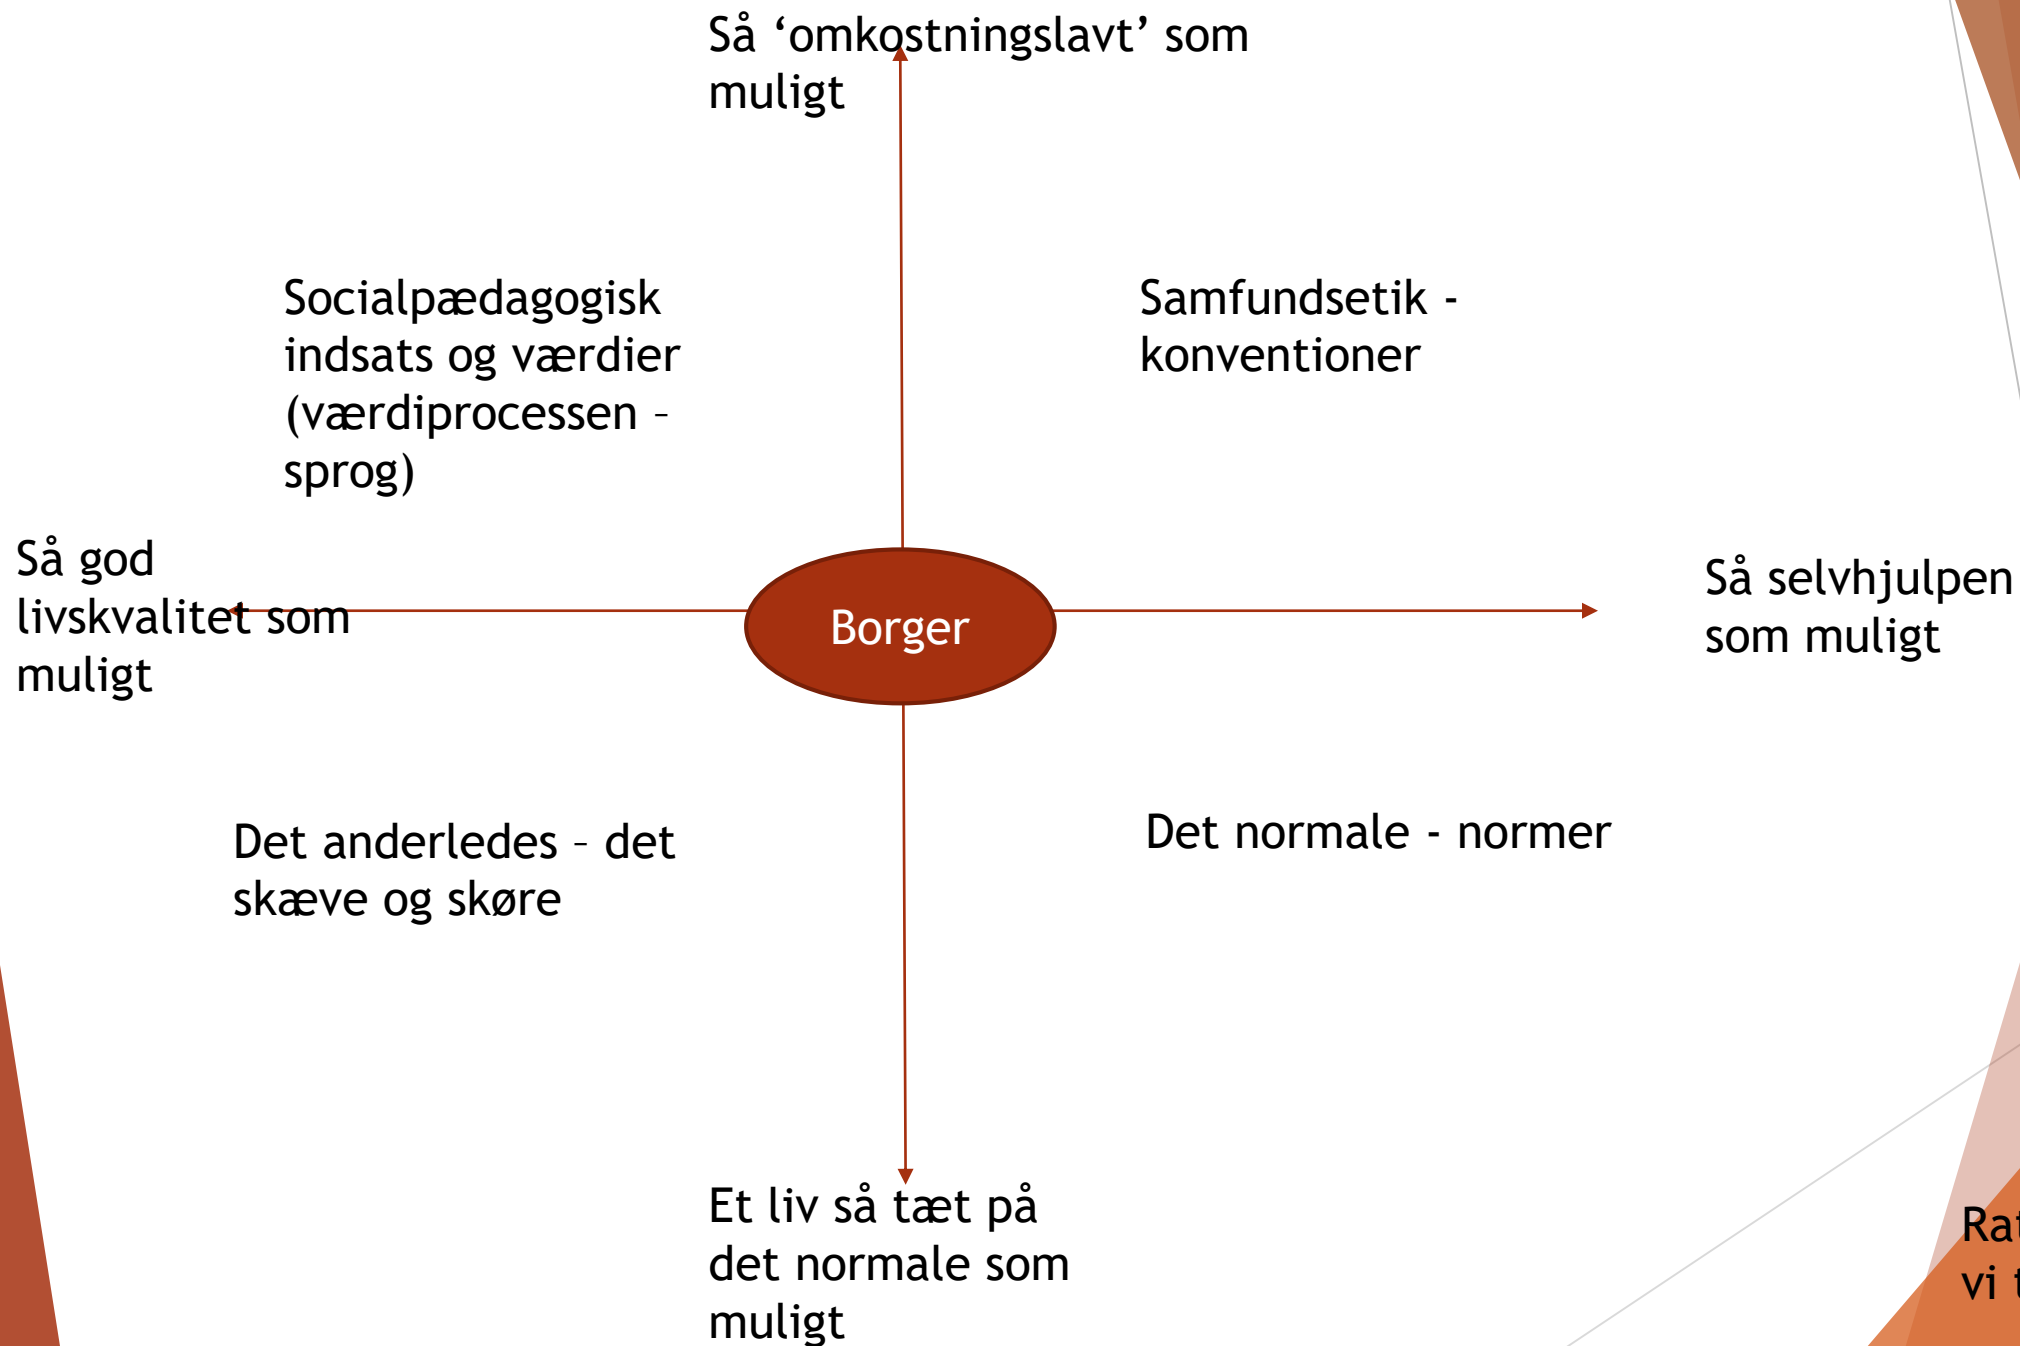 Så ‘omkostningslavt’ som
muligt
Socialpædagogisk
indsats og værdier
(værdiprocessen –
sprog)
Samfundsetik -
konventioner
Så god
livskvalitet som
muligt
Borger
Så selvhjulpen
som muligt
Det anderledes – det
skæve og skøre
Det normale - normer
Et liv så tæt på
det normale som
muligt
vi